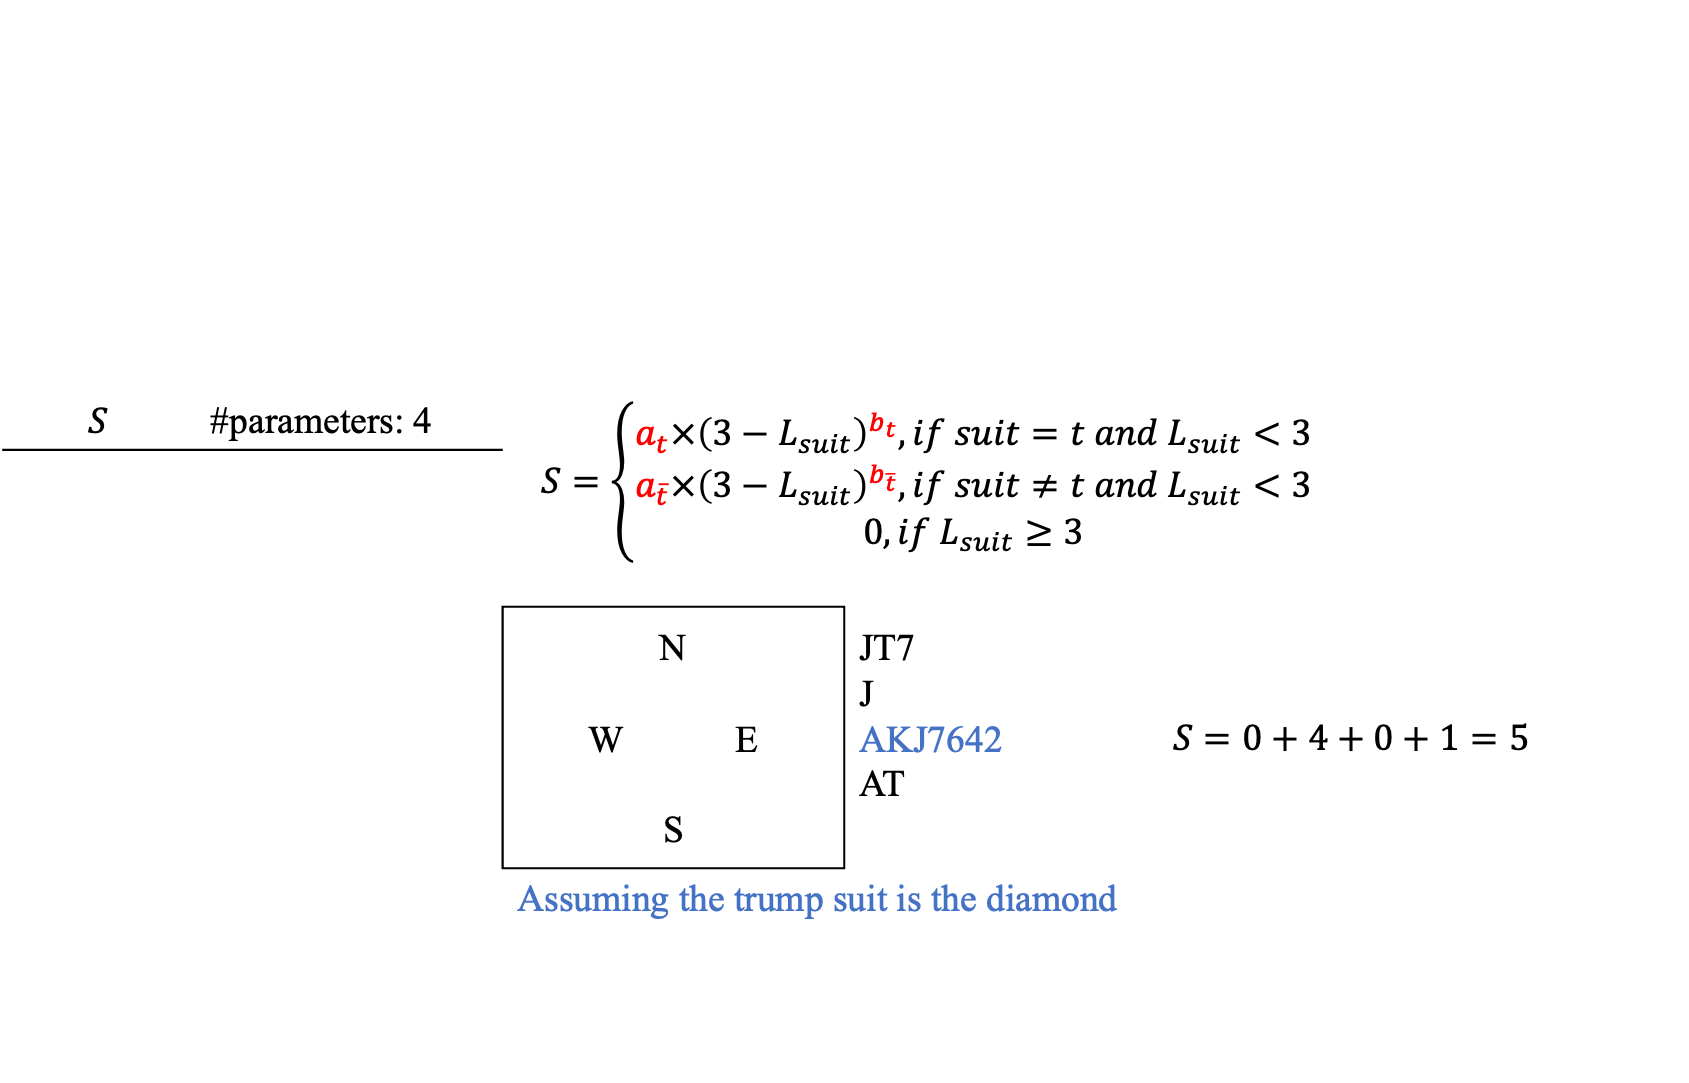 S #parameters: 4
S = { a_t×(3 − L_suit)^{b_t}, if suit = t and L_suit < 3
a_t̄×(3 − L_suit)^{b_t̄}, if suit ≠ t and L_suit < 3
0, if L_suit ≥ 3
N
JT7
J
W E
AKJ7642
S = 0 + 4 + 0 + 1 = 5
AT
S
Assuming the trump suit is the diamond